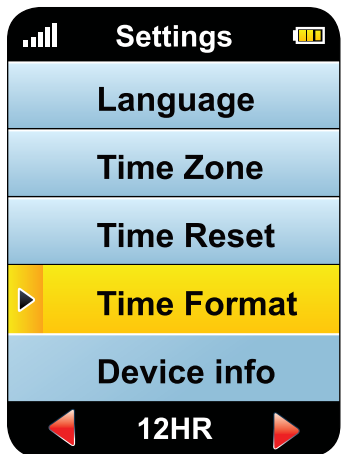 Settings
Language
Time Zone
Time Reset
Time Format
Device info
12HR